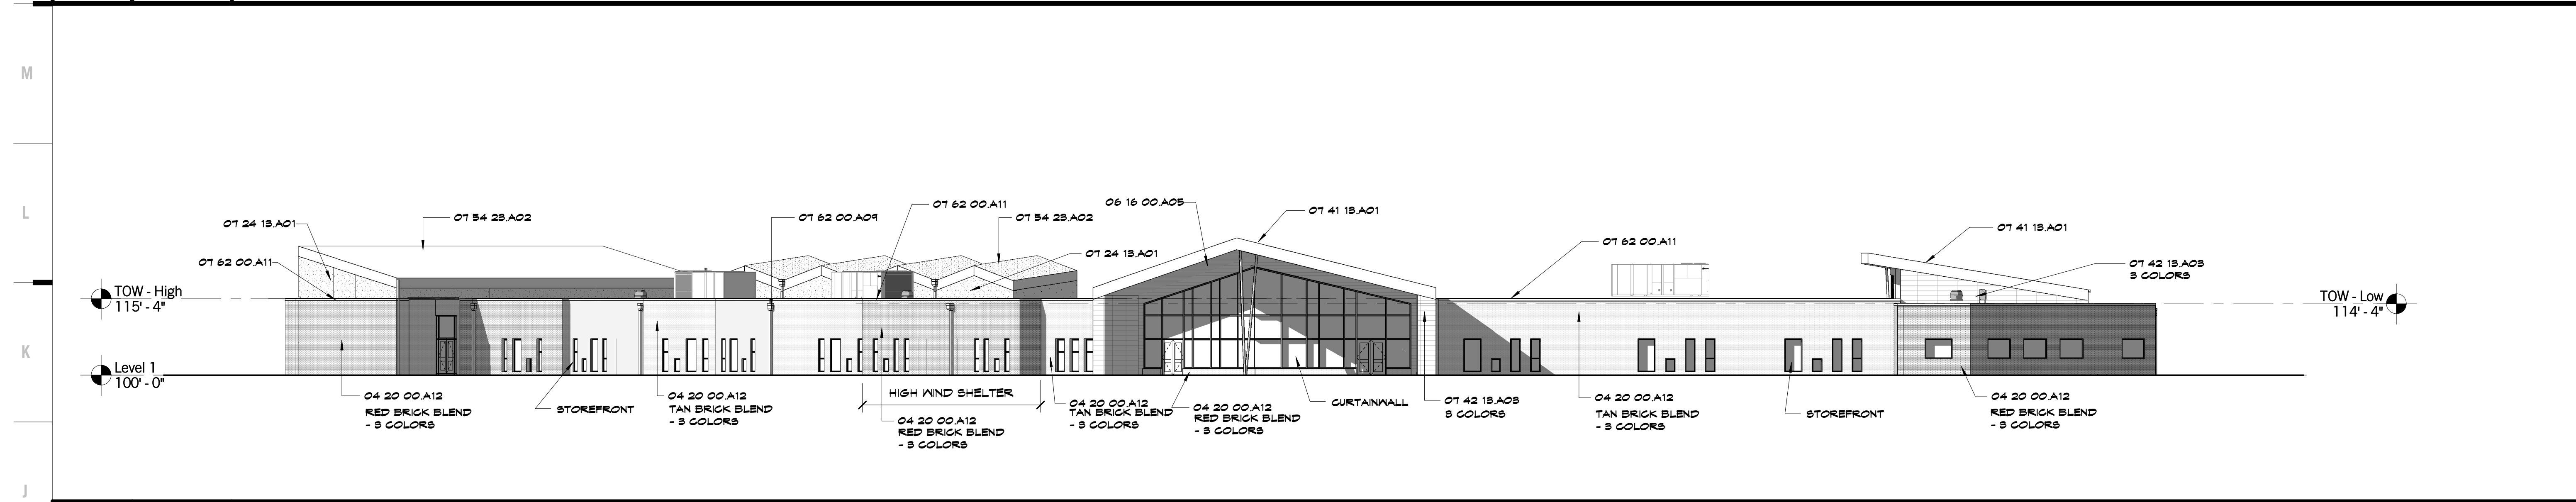 M
L
K
J
07 24 13.A01
07 54 23.A02
07 62 00.A11
07 62 00.A09
07 62 00.A11
07 54 23.A02
07 24 13.A01
06 16 00.A05
07 41 13.A01
07 62 00.A11
07 41 13.A01
07 42 13.A03
3 COLORS
TOW - High
115' - 4"
TOW - Low
114' - 4"
Level 1
100' - 0"
04 20 00.A12
RED BRICK BLEND
- 3 COLORS
STOREFRONT
04 20 00.A12
TAN BRICK BLEND
- 3 COLORS
HIGH WIND SHELTER
04 20 00.A12
RED BRICK BLEND
- 3 COLORS
04 20 00.A12
TAN BRICK BLEND
- 3 COLORS
04 20 00.A12
RED BRICK BLEND
- 3 COLORS
CURTAINWALL
07 42 13.A03
3 COLORS
04 20 00.A12
TAN BRICK BLEND
- 3 COLORS
STOREFRONT
04 20 00.A12
RED BRICK BLEND
- 3 COLORS